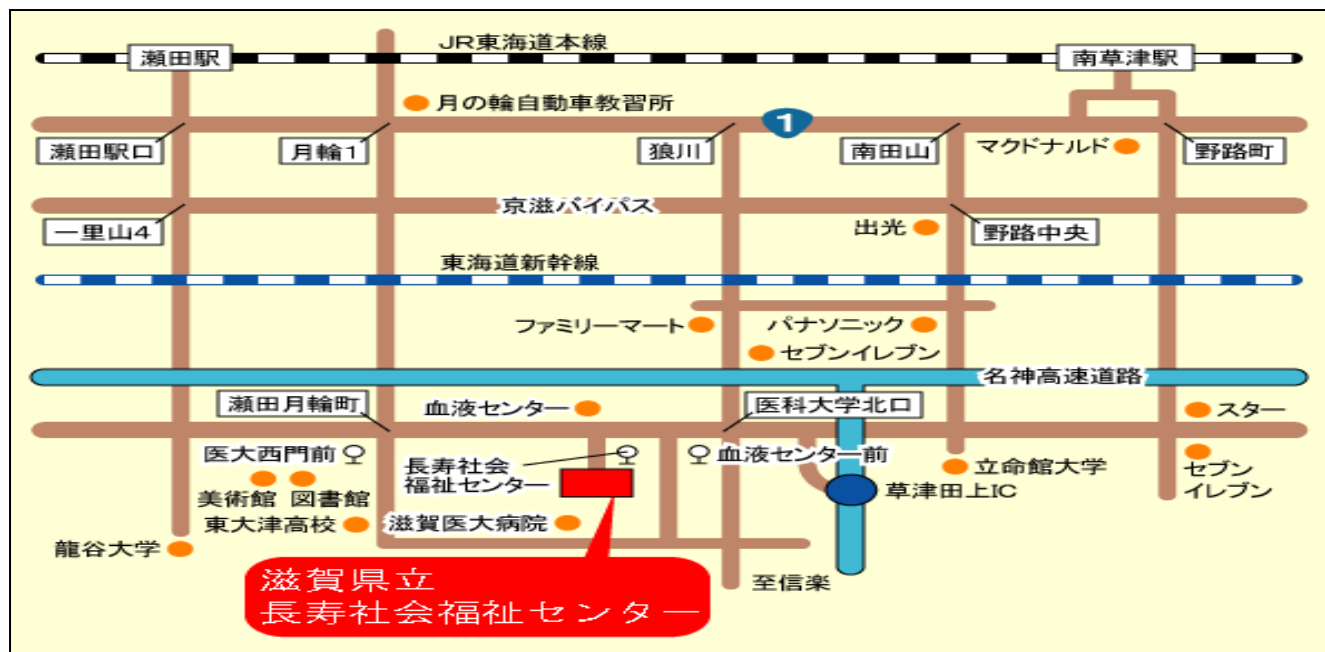 JR東海道本線
瀬田駅
南草津駅
月の輪自動車教習所
1
瀬田駅口
月輪1
狼川
南田山
マクドナルド
野路町
京滋バイパス
一里山4
出光
野路中央
東海道新幹線
ファミリーマート
パナソニック
セブンイレブン
名神高速道路
瀬田月輪町
血液センター
医科大学北口
スター
医大西門前
長寿社会
福祉センター
血液センター前
立命館大学
セブン
イレブン
美術館
図書館
草津田上IC
東大津高校
滋賀医大病院
龍谷大学
至信楽
滋賀県立
長寿社会福祉センター